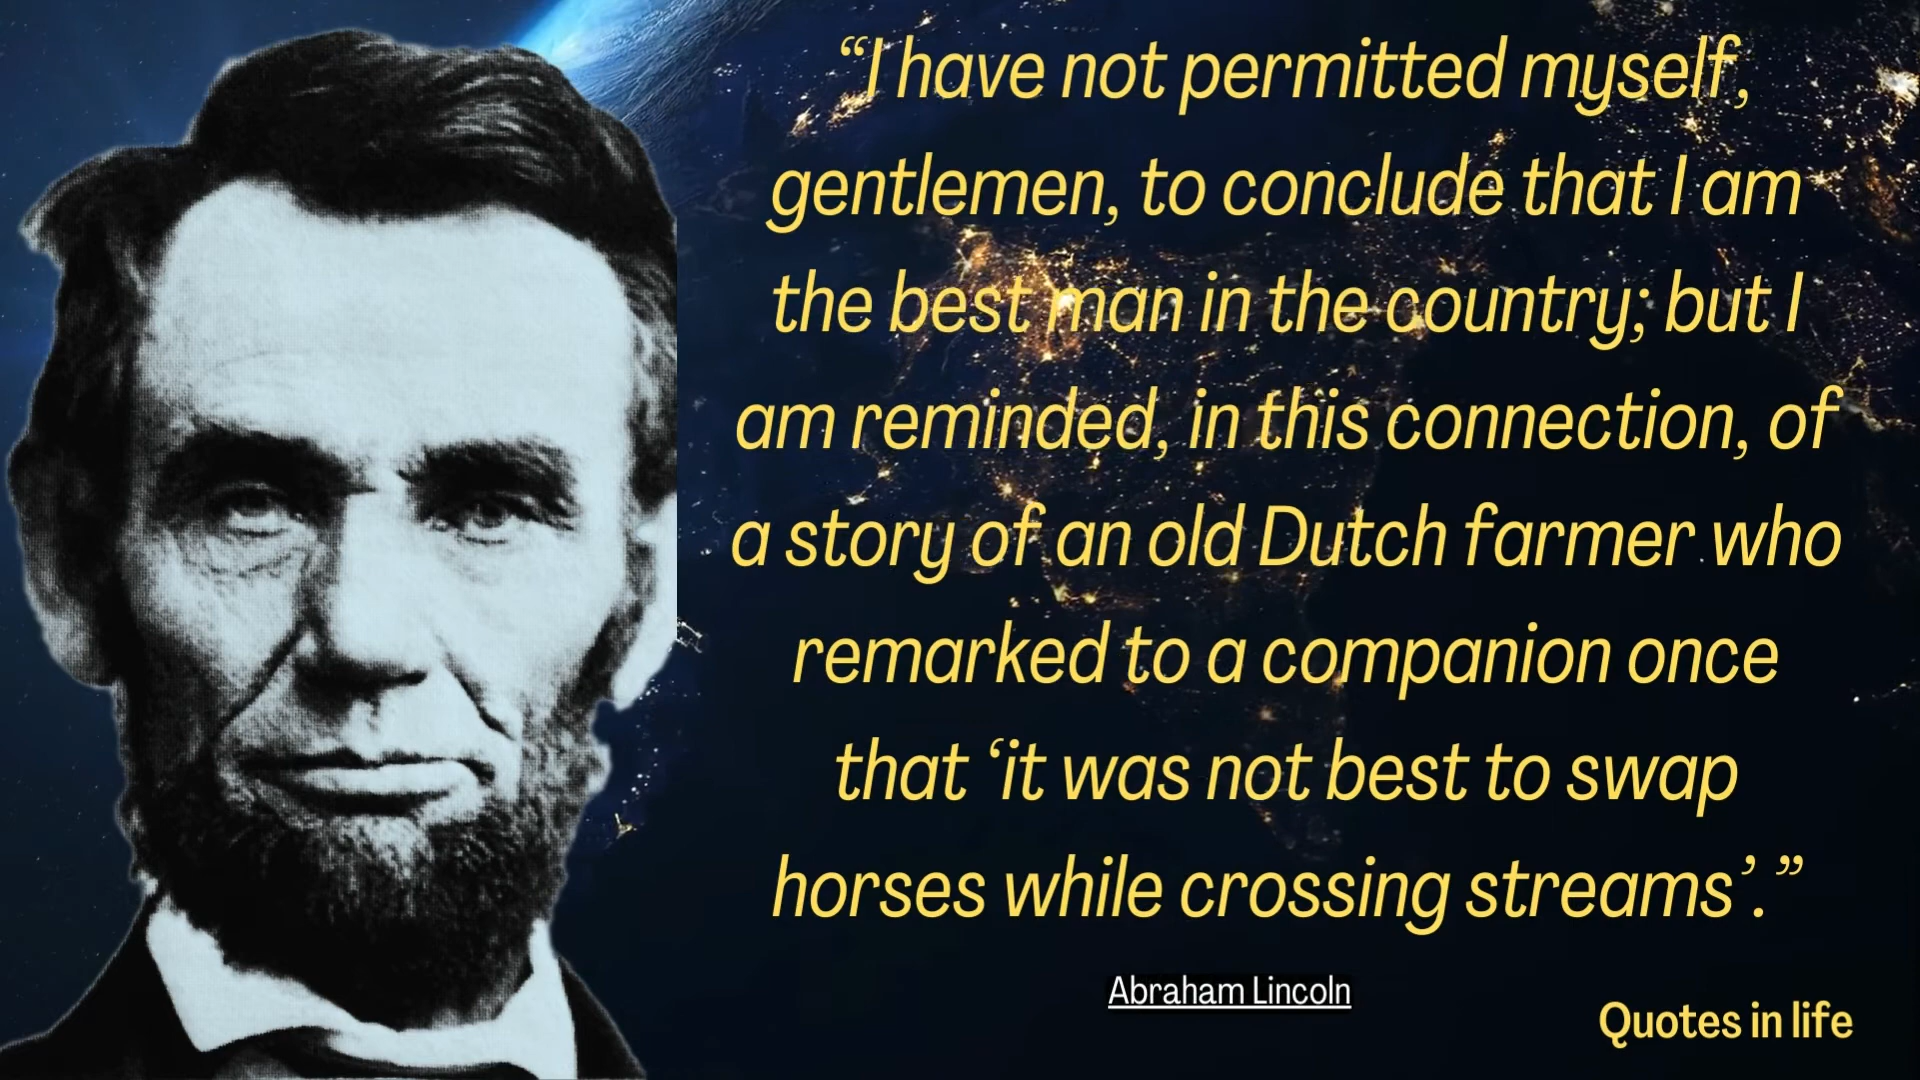 “I have not permitted myself,
gentlemen, to conclude that I am
the best man in the country; but I
am reminded, in this connection, of
a story of an old Dutch farmer who
remarked to a companion once
that ‘it was not best to swap
horses while crossing streams’.”
Abraham Lincoln
Quotes in life